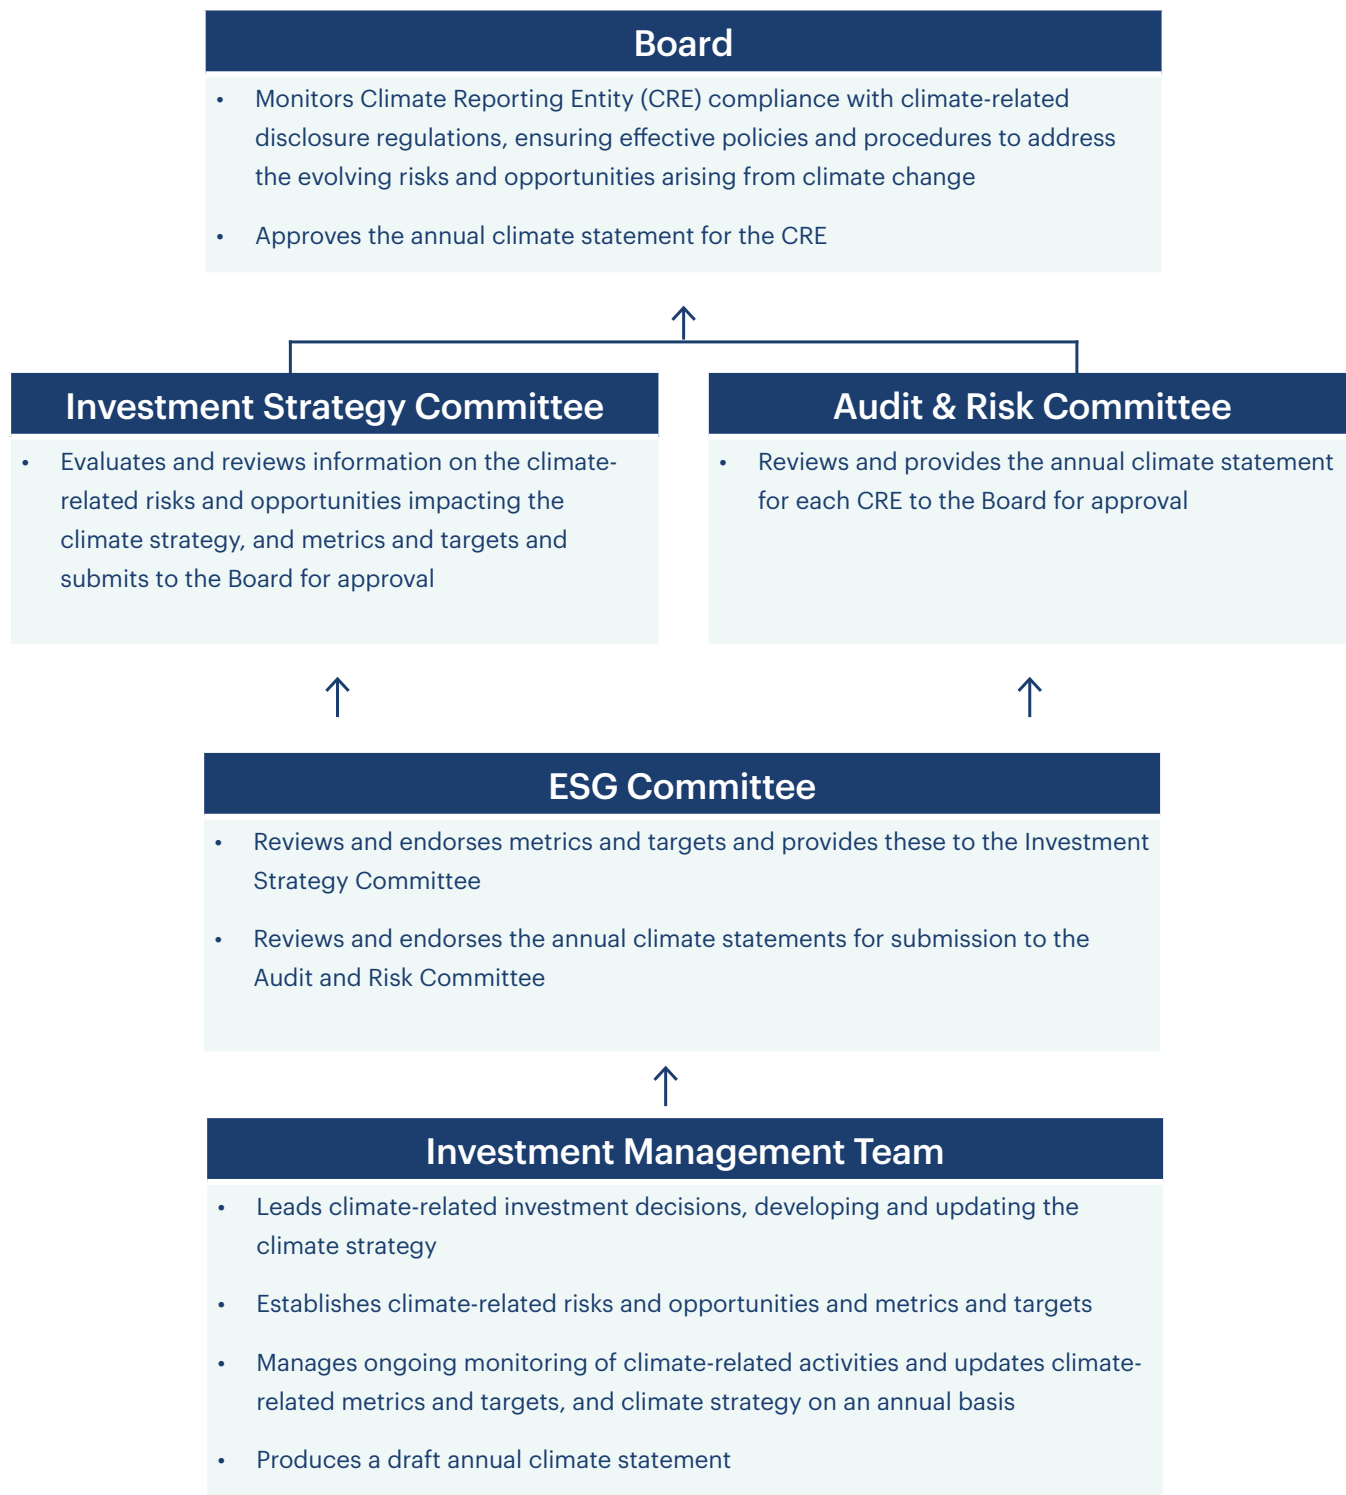 Board
• Monitors Climate Reporting Entity (CRE) compliance with climate-related
disclosure regulations, ensuring effective policies and procedures to address
the evolving risks and opportunities arising from climate change
• Approves the annual climate statement for the CRE
Investment Strategy Committee
• Evaluates and reviews information on the climate-
related risks and opportunities impacting the
climate strategy, and metrics and targets and
submits to the Board for approval
Audit & Risk Committee
• Reviews and provides the annual climate statement
for each CRE to the Board for approval
ESG Committee
• Reviews and endorses metrics and targets and provides these to the Investment
Strategy Committee
• Reviews and endorses the annual climate statements for submission to the
Audit and Risk Committee
Investment Management Team
• Leads climate-related investment decisions, developing and updating the
climate strategy
• Establishes climate-related risks and opportunities and metrics and targets
• Manages ongoing monitoring of climate-related activities and updates climate-
related metrics and targets, and climate strategy on an annual basis
• Produces a draft annual climate statement